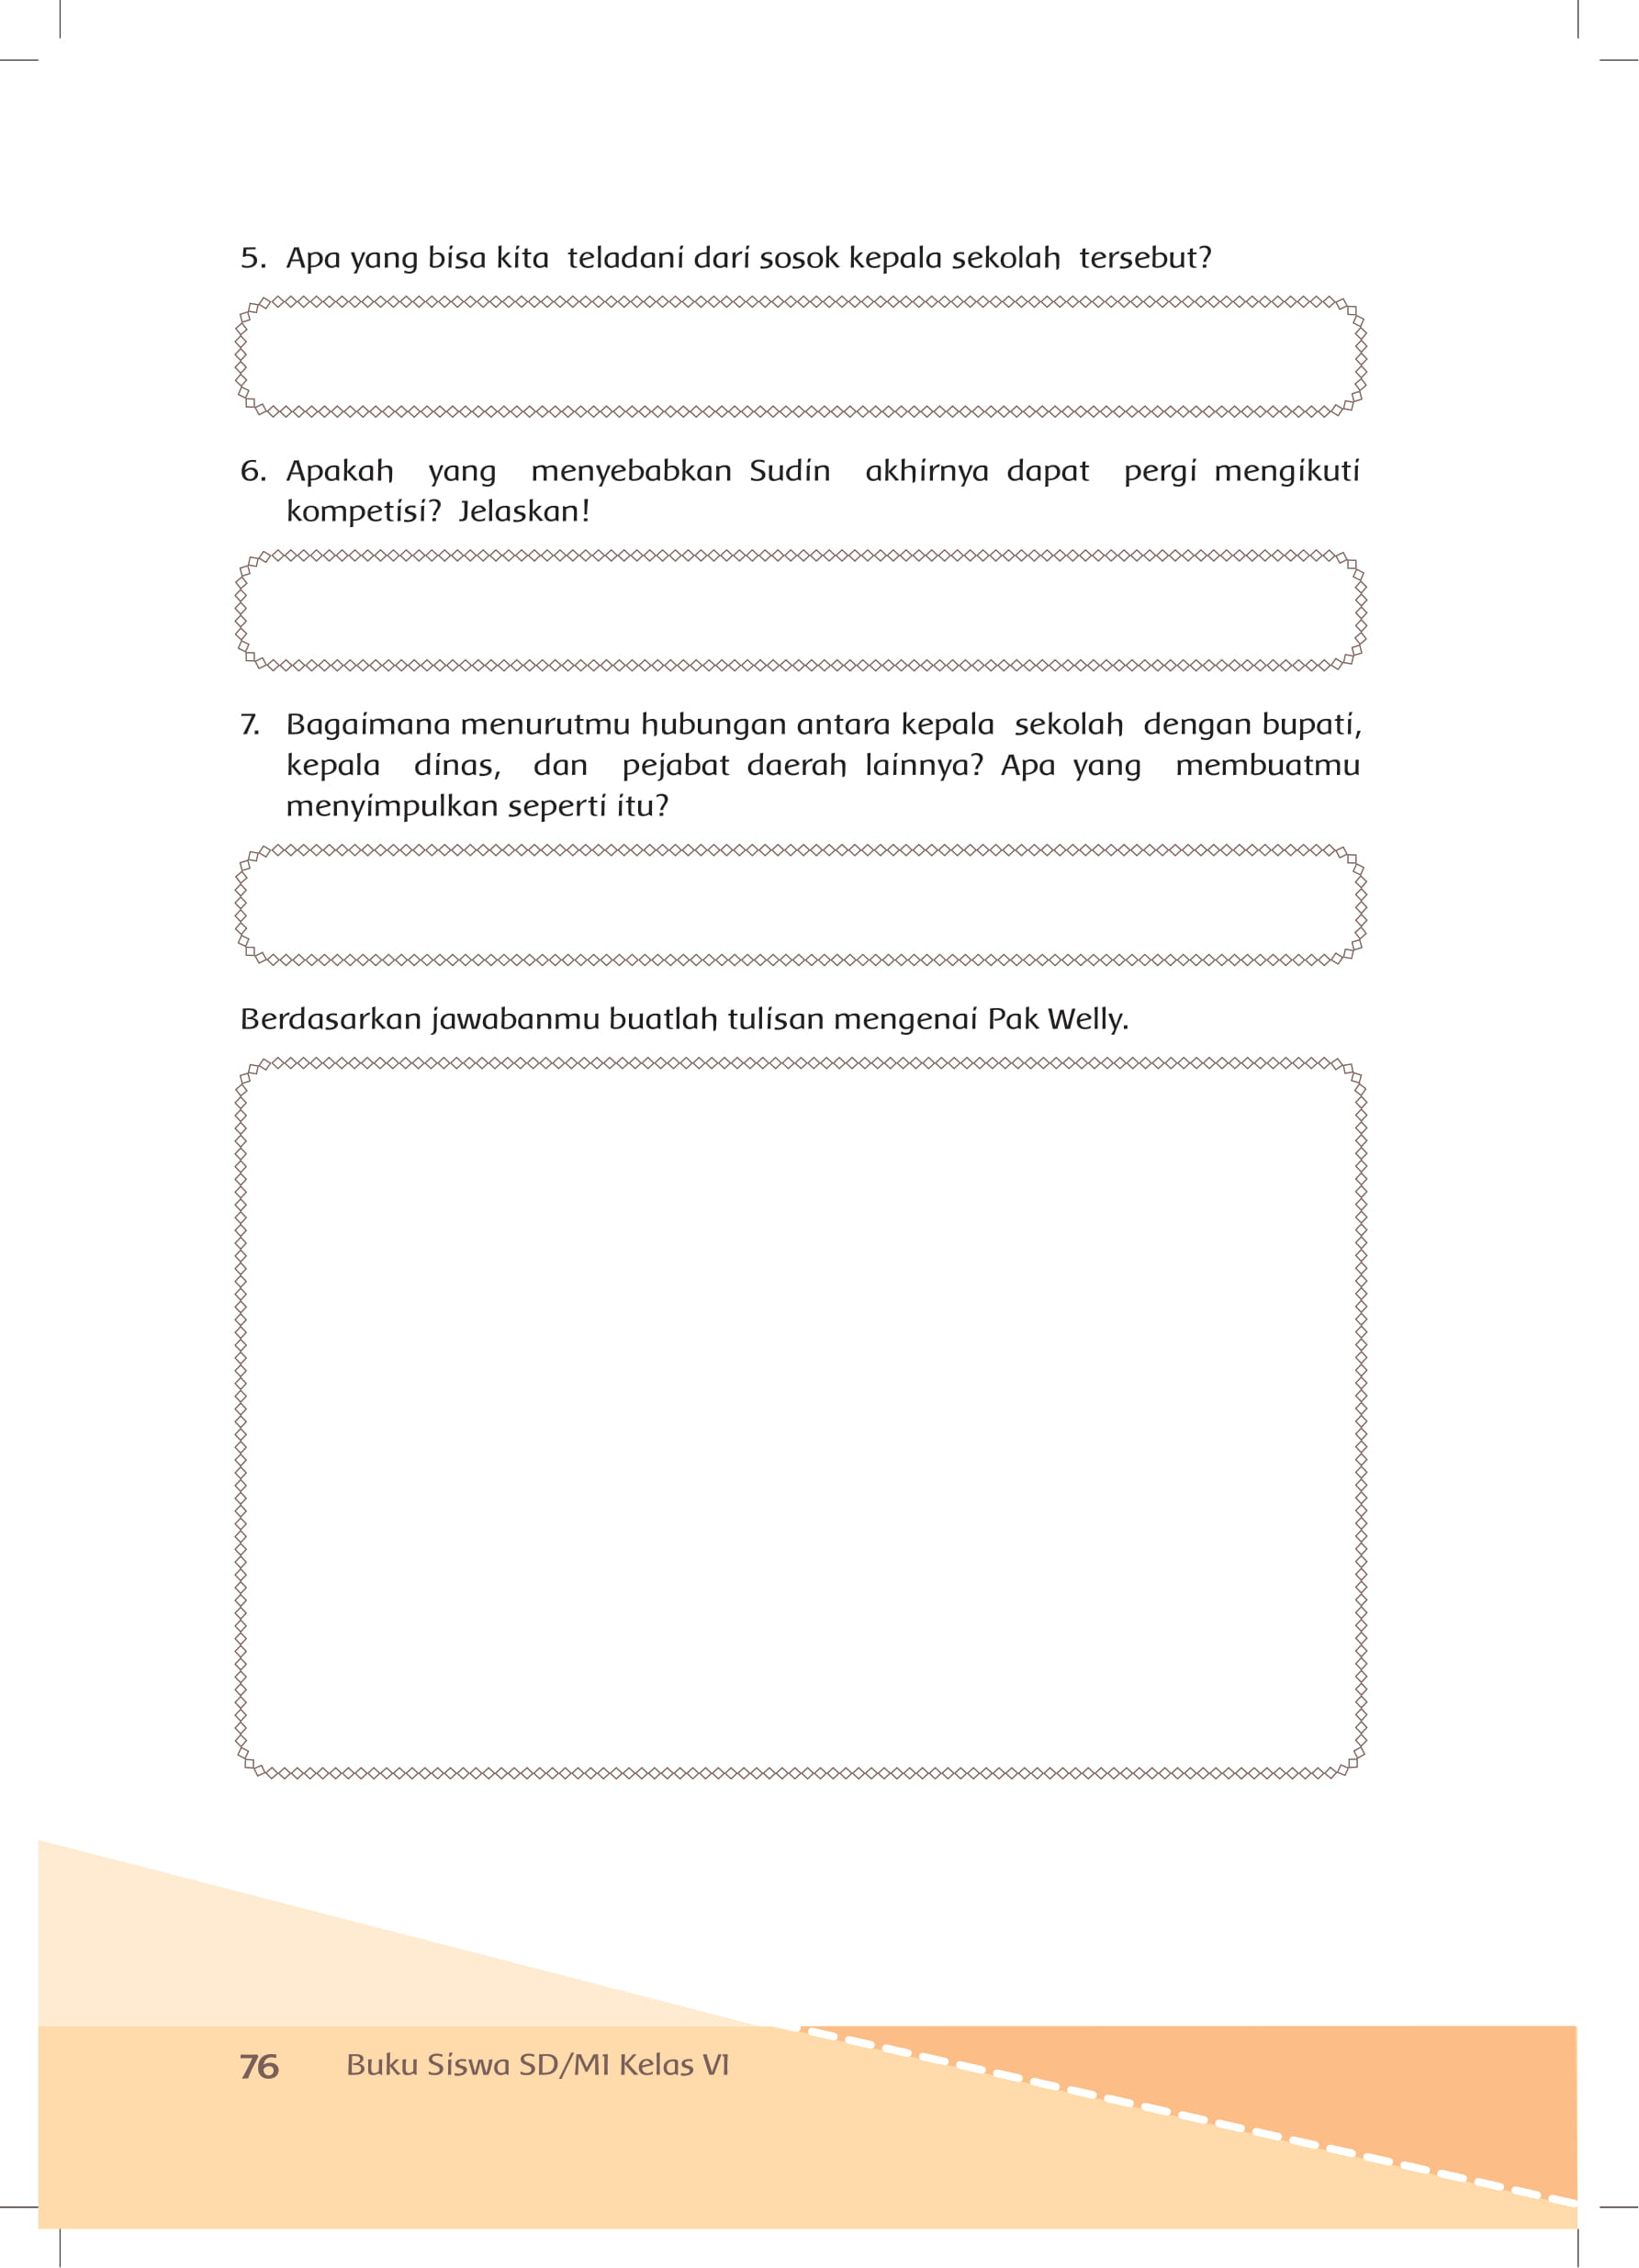 5. Apa yang bisa kita teladani dari sosok kepala sekolah tersebut?
6. Apakah yang menyebabkan Sudin akhirnya dapat pergi mengikuti
kompetisi? Jelaskan!
7. Bagaimana menurutmu hubungan antara kepala sekolah dengan bupati,
kepala dinas, dan pejabat daerah lainnya? Apa yang membuatmu
menyimpulkan seperti itu?
Berdasarkan jawabanmu buatlah tulisan mengenai Pak Welly.
76 Buku Siswa SD/MI Kelas VI